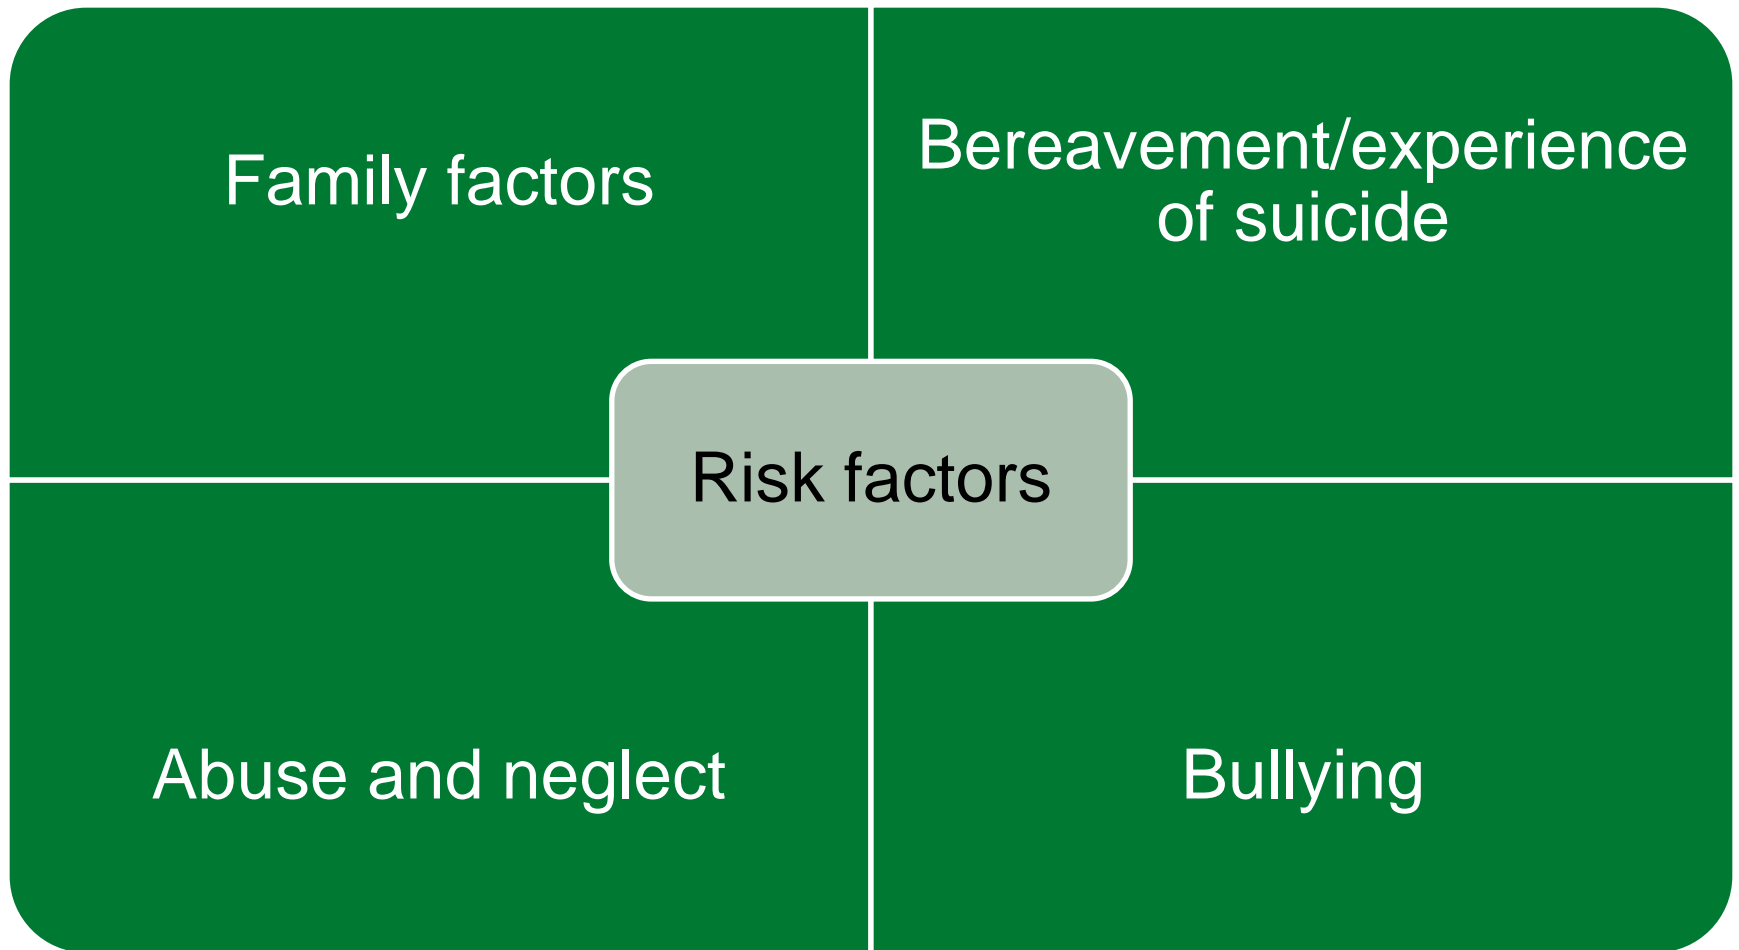 Family factors
Bereavement/experience
of suicide
Risk factors
Abuse and neglect
Bullying